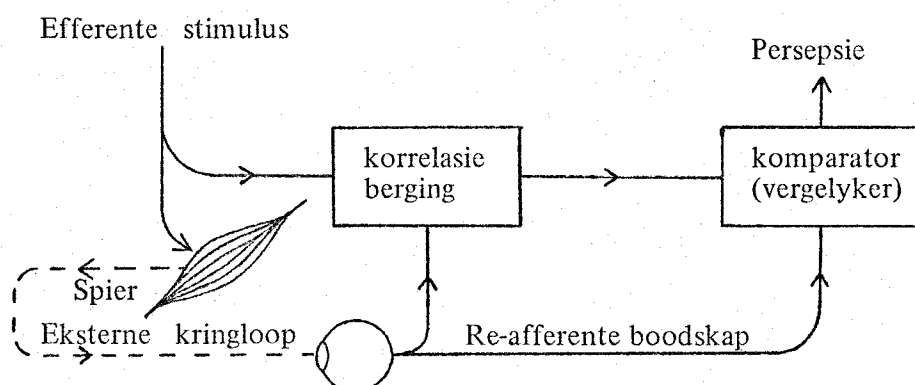 Efferente stimulus
Persepsie
korrelasie
berging
komparator
(vergelyker)
Spier
Eksterne kringloop
Re-afferente boodskap